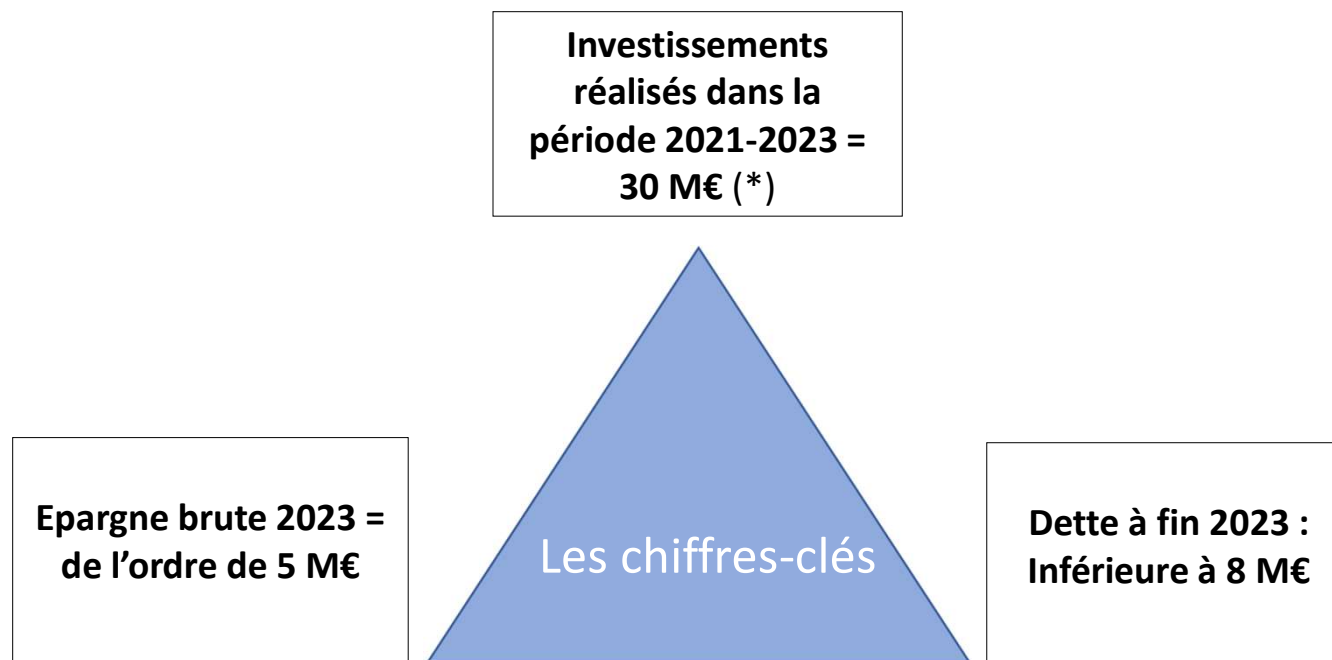 Investissements
réalisés dans la
période 2021-2023 =
30 M€ (*)
Epargne brute 2023 =
de l'ordre de 5 M€
Les chiffres-clés
Dette à fin 2023 :
Inférieure à 8 M€